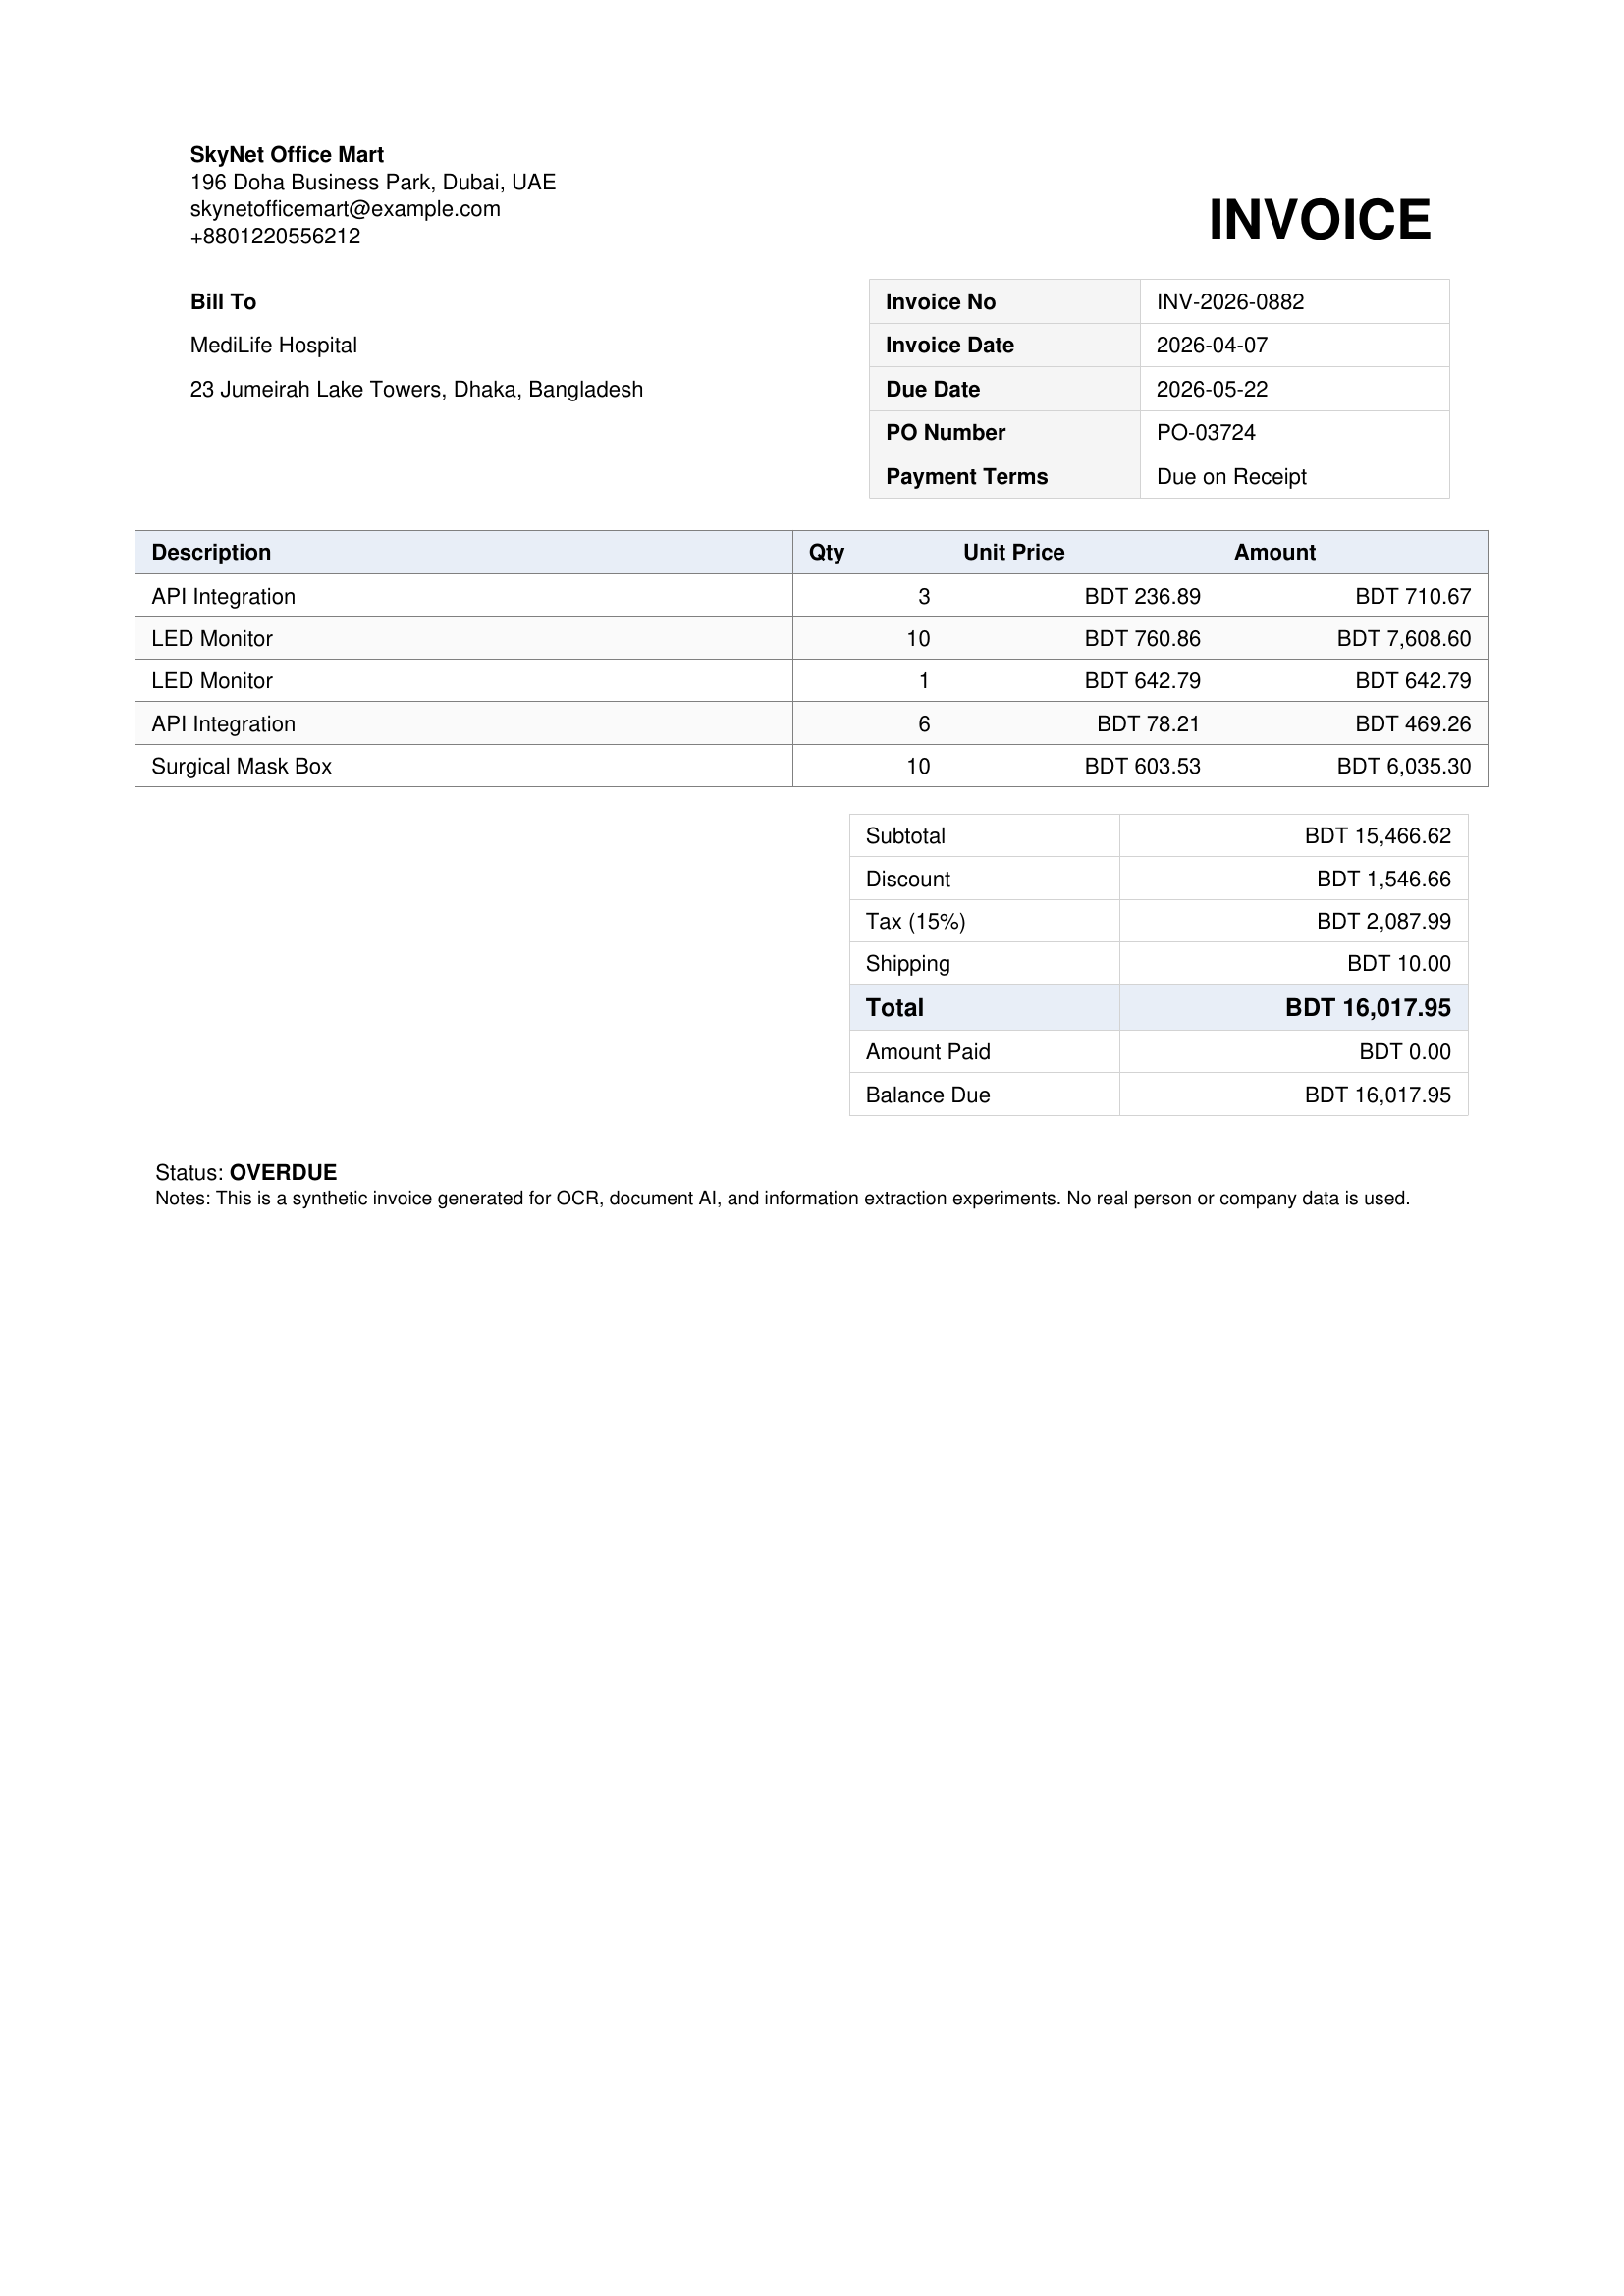 SkyNet Office Mart
196 Doha Business Park, Dubai, UAE
skynetofficemart@example.com
+8801220556212
INVOICE
Bill To
MediLife Hospital
23 Jumeirah Lake Towers, Dhaka, Bangladesh
Invoice No INV-2026-0882
Invoice Date 2026-04-07
Due Date 2026-05-22
PO Number PO-03724
Payment Terms Due on Receipt
Description Qty Unit Price Amount
API Integration 3 BDT 236.89 BDT 710.67
LED Monitor 10 BDT 760.86 BDT 7,608.60
LED Monitor 1 BDT 642.79 BDT 642.79
API Integration 6 BDT 78.21 BDT 469.26
Surgical Mask Box 10 BDT 603.53 BDT 6,035.30
Subtotal BDT 15,466.62
Discount BDT 1,546.66
Tax (15%) BDT 2,087.99
Shipping BDT 10.00
Total BDT 16,017.95
Amount Paid BDT 0.00
Balance Due BDT 16,017.95
Status: OVERDUE
Notes: This is a synthetic invoice generated for OCR, document AI, and information extraction experiments. No real person or company data is used.